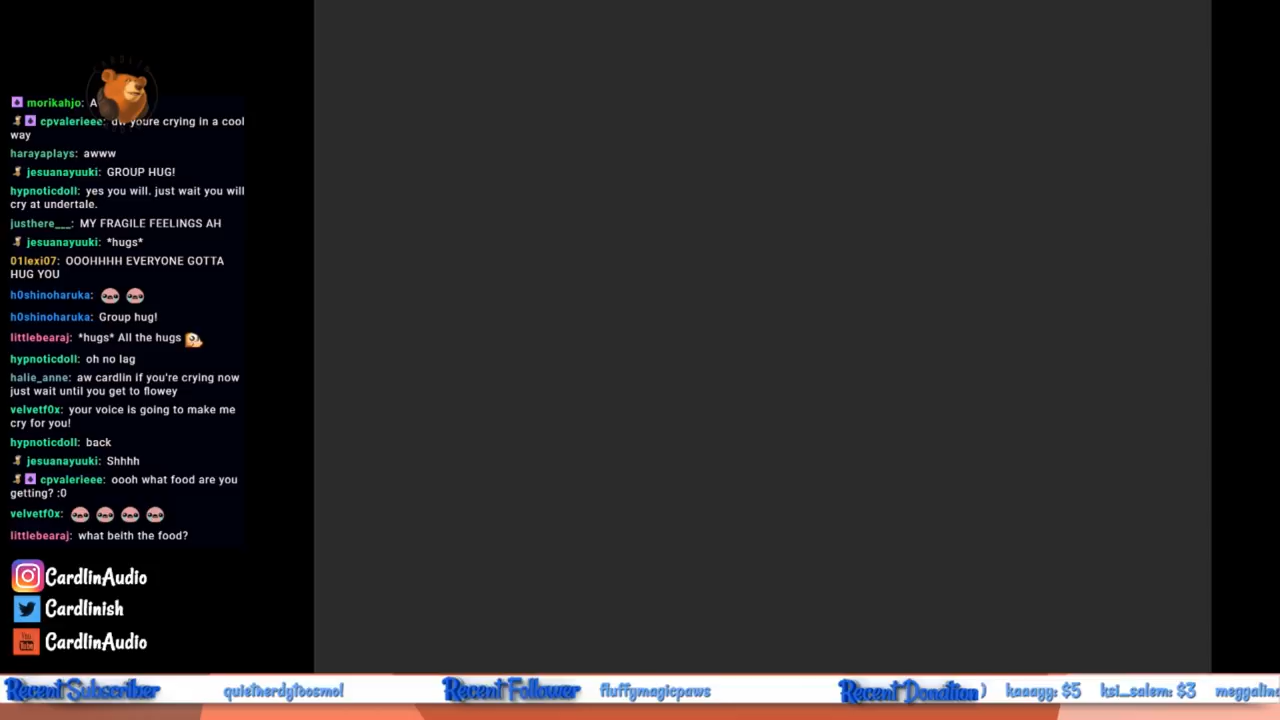 morikahjo: A
cpvalerieee: dw youre crying in a cool
way
harayaplays: awww
jesuanayuuki: GROUP HUG!
hypnoticdoll: yes you will. just wait you will
cry at undertale.
justhere___: MY FRAGILE FEELINGS AH
jesuanayuuki: *hugs*
01lexi07: OOOHHHH EVERYONE GOTTA
HUG YOU
h0shinoharuka:
h0shinoharuka: Group hug!
littlebearaj: *hugs* All the hugs
hypnoticdoll: oh no lag
halie_anne: aw cardlin if you're crying now
just wait until you get to flowey
velvetf0x: your voice is going to make me
cry for you!
hypnoticdoll: back
jesuanayuuki: Shhhh
cpvalerieee: oooh what food are you
getting? :0
velvetf0x:
littlebearaj: what beith the food?
CardlinAudio
Cardlinish
You Tube CardlinAudio
Recent Subscriber quietnerdytoosmol Recent Follower fluffymagicpaws Recent Donation ) kaaayy: $5 ksi_salem: $3